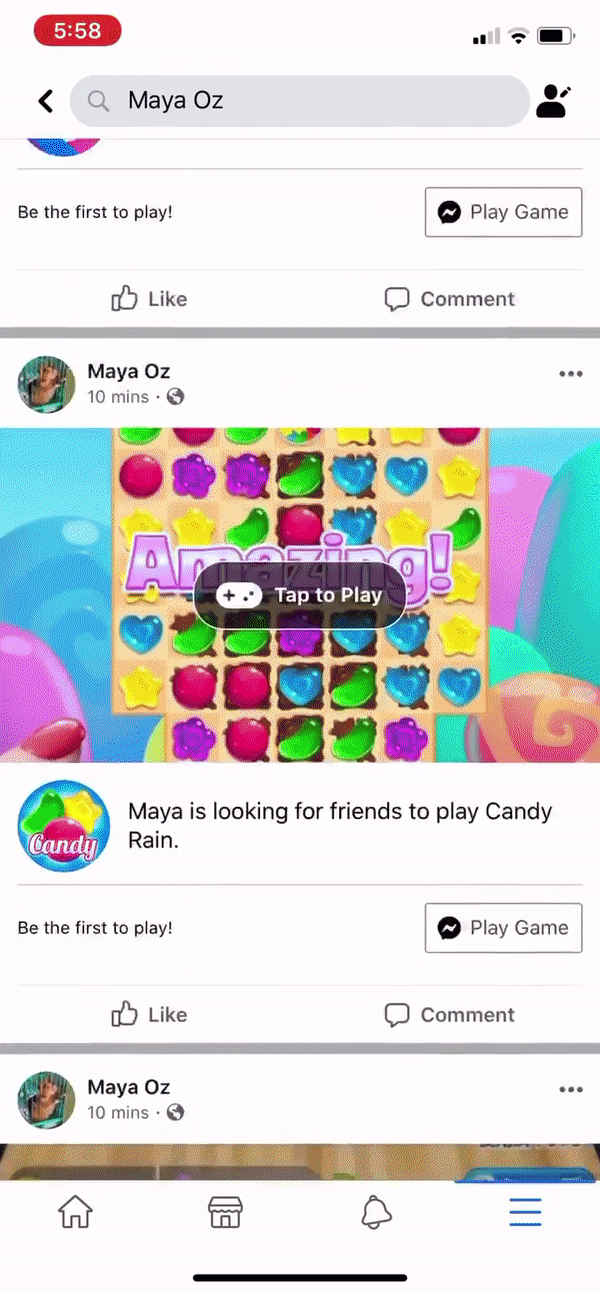 5:58
Maya Oz
Be the first to play!
Play Game
Like
Comment
Maya Oz
10 mins ·
Amazing!
Tap to Play
Candy
Maya is looking for friends to play Candy
Rain.
Be the first to play!
Play Game
Like
Comment
Maya Oz
10 mins ·